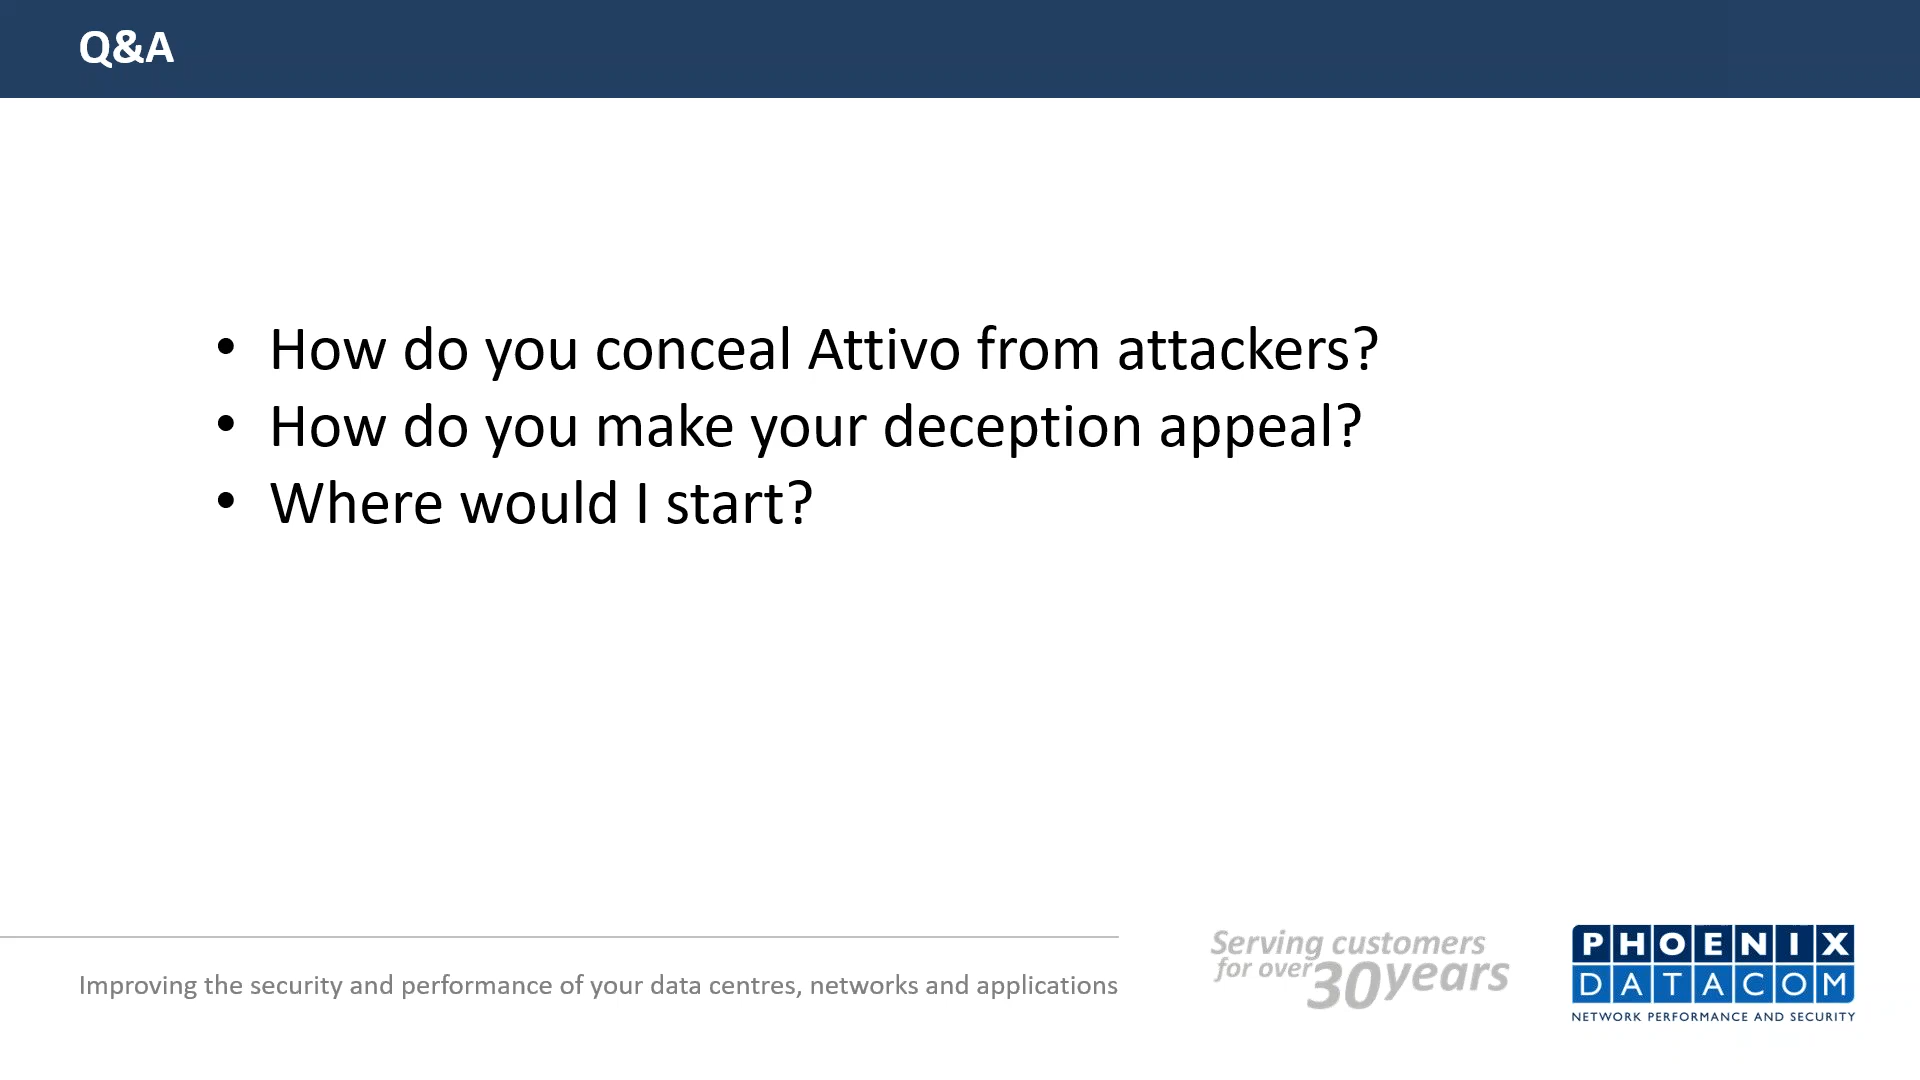 Q&A
• How do you conceal Attivo from attackers?
• How do you make your deception appeal?
• Where would I start?
Improving the security and performance of your data centres, networks and applications
Serving customers
for over 30 years
PHOENIX
DATACOM
NETWORK PERFORMANCE AND SECURITY